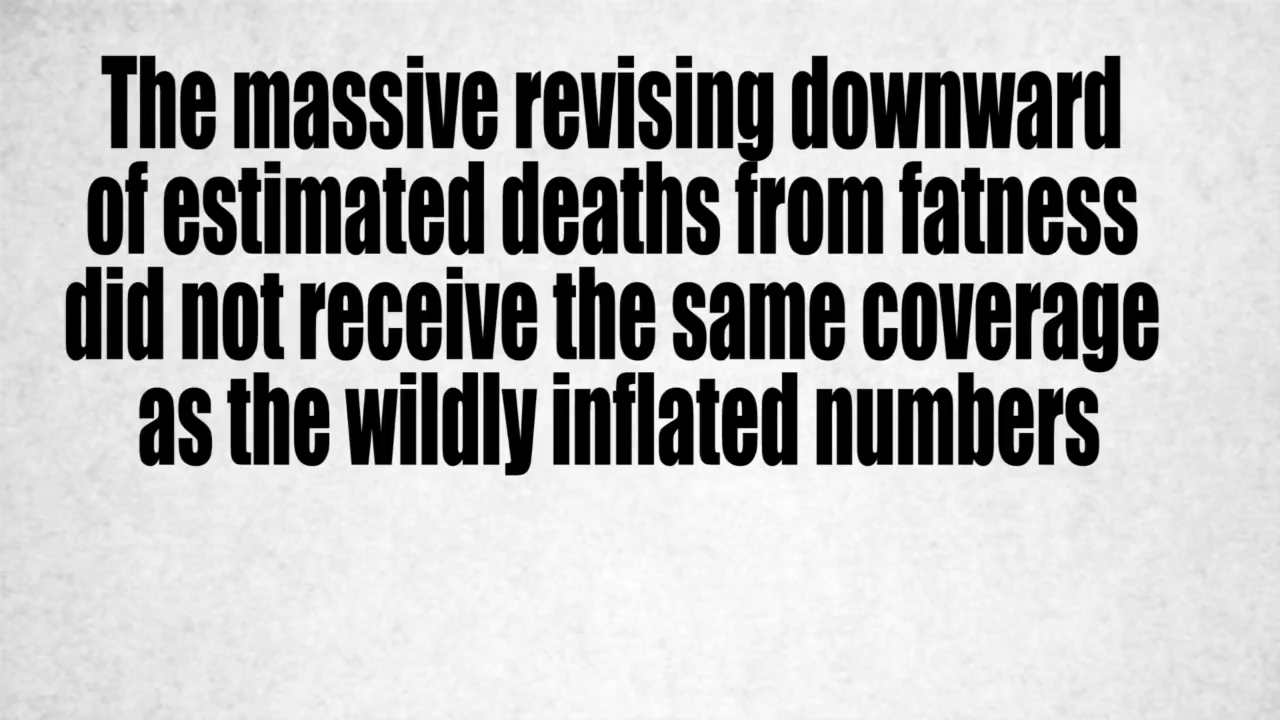 The massive revising downward
of estimated deaths from fatness
did not receive the same coverage
as the wildly inflated numbers